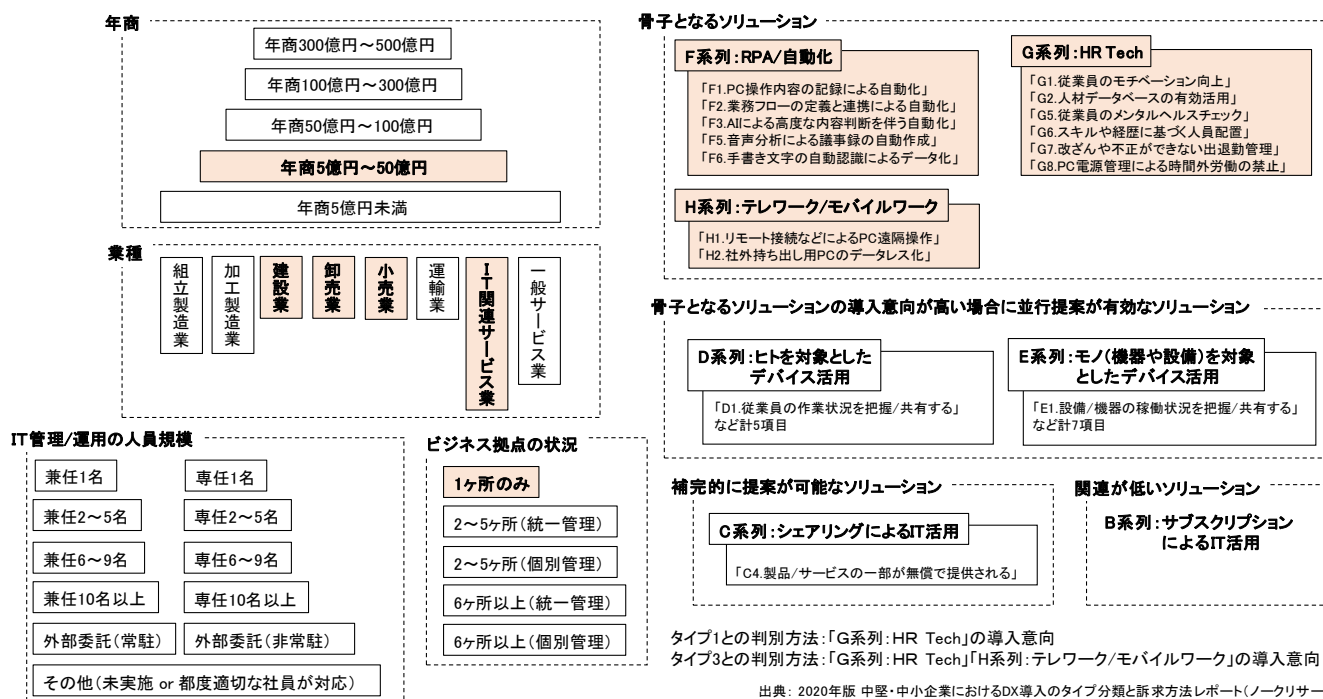 年商
年商300億円～500億円
年商100億円～300億円
年商50億円～100億円
年商5億円～50億円
年商5億円未満
業種
組立製造業
加工製造業
建設業
卸売業
小売業
運輸業
IT関連サービス業
一般サービス業
IT管理/運用の人員規模
兼任1名
専任1名
兼任2～5名
専任2～5名
兼任6～9名
専任6～9名
兼任10名以上
専任10名以上
外部委託(常駐)
外部委託(非常駐)
その他(未実施 or 都度適切な社員が対応)
ビジネス拠点の状況
1ヶ所のみ
2～5ヶ所(統一管理)
2～5ヶ所(個別管理)
6ヶ所以上(統一管理)
6ヶ所以上(個別管理)
骨子となるソリューション
F系列:RPA/自動化
「F1.PC操作内容の記録による自動化」
「F2.業務フローの定義と連携による自動化」
「F3.AIによる高度な内容判断を伴う自動化」
「F5.音声分析による議事録の自動作成」
「F6.手書き文字の自動認識によるデータ化」
G系列:HR Tech
「G1.従業員のモチベーション向上」
「G2.人材データベースの有効活用」
「G5.従業員のメンタルヘルスチェック」
「G6.スキルや経歴に基づく人員配置」
「G7.改ざんや不正ができない出退勤管理」
「G8.PC電源管理による時間外労働の禁止」
H系列:テレワーク/モバイルワーク
「H1.リモート接続などによるPC遠隔操作」
「H2.社外持ち出し用PCのデータレス化」
骨子となるソリューションの導入意向が高い場合に並行提案が有効なソリューション
D系列:ヒトを対象とした
デバイス活用
「D1.従業員の作業状況を把握/共有する」
など計5項目
E系列:モノ(機器や設備)を対象
としたデバイス活用
「E1.設備/機器の稼働状況を把握/共有する」
など計7項目
補完的に提案が可能なソリューション
C系列:シェアリングによるIT活用
「C4.製品/サービスの一部が無償で提供される」
関連が低いソリューション
B系列:サブスクリプション
によるIT活用
タイプ1との判別方法:「G系列:HR Tech」の導入意向
タイプ3との判別方法:「G系列:HR Tech」「H系列:テレワーク/モバイルワーク」の導入意向
出典: 2020年版 中堅・中小企業におけるDX導入のタイプ分類と訴求方法レポート(ノークリサー